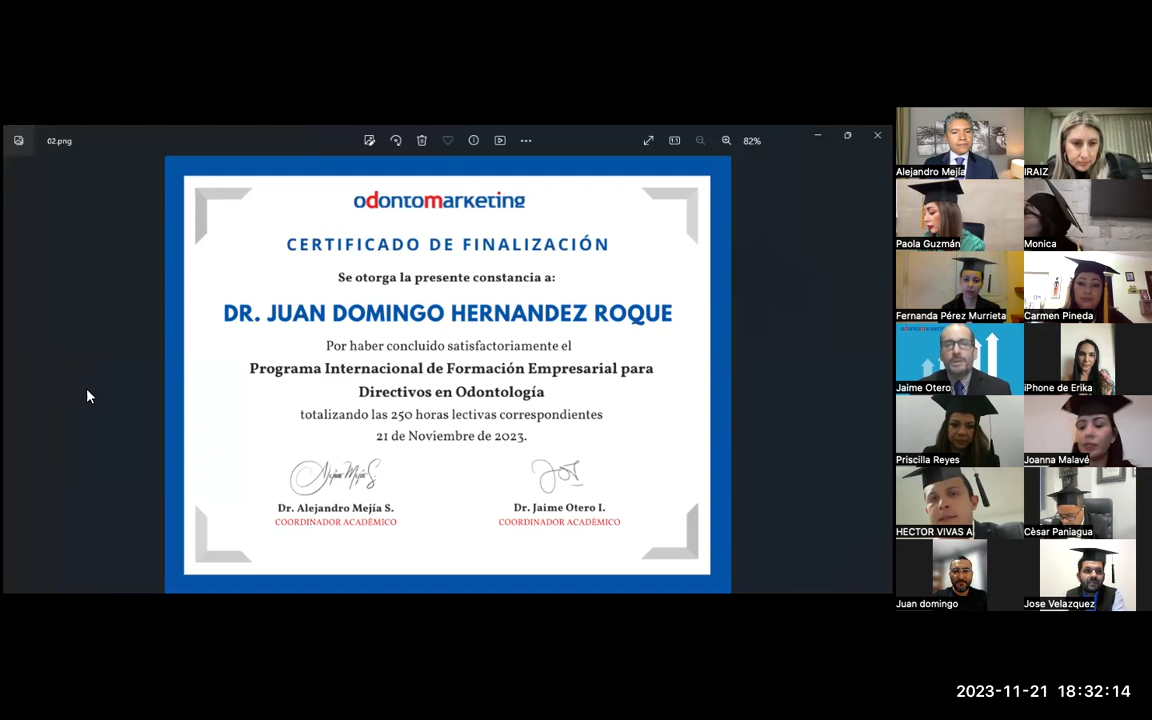 02.png
82%
odontomarketing
CERTIFICADO DE FINALIZACIÓN
Se otorga la presente constancia a:
DR. JUAN DOMINGO HERNANDEZ ROQUE
Por haber concluido satisfactoriamente el
Programa Internacional de Formación Empresarial para
Directivos en Odontología
totalizando las 250 horas lectivas correspondientes
21 de Noviembre de 2023.
Dr. Alejandro Mejía S.
COORDINADOR ACADÉMICO
Dr. Jaime Otero I.
COORDINADOR ACADÉMICO
Alejandro Mejía
IRAIZ
Paola Guzmán
Monica
Fernanda Pérez Murrieta
Carmen Pineda
odontomarketing
Jaime Otero
iPhone de Erika
Priscilla Reyes
Joanna Malavé
HECTOR VIVAS A
Cèsar Paniagua
Juan domingo
Jose Velazquez
2023-11-21 18:32:14